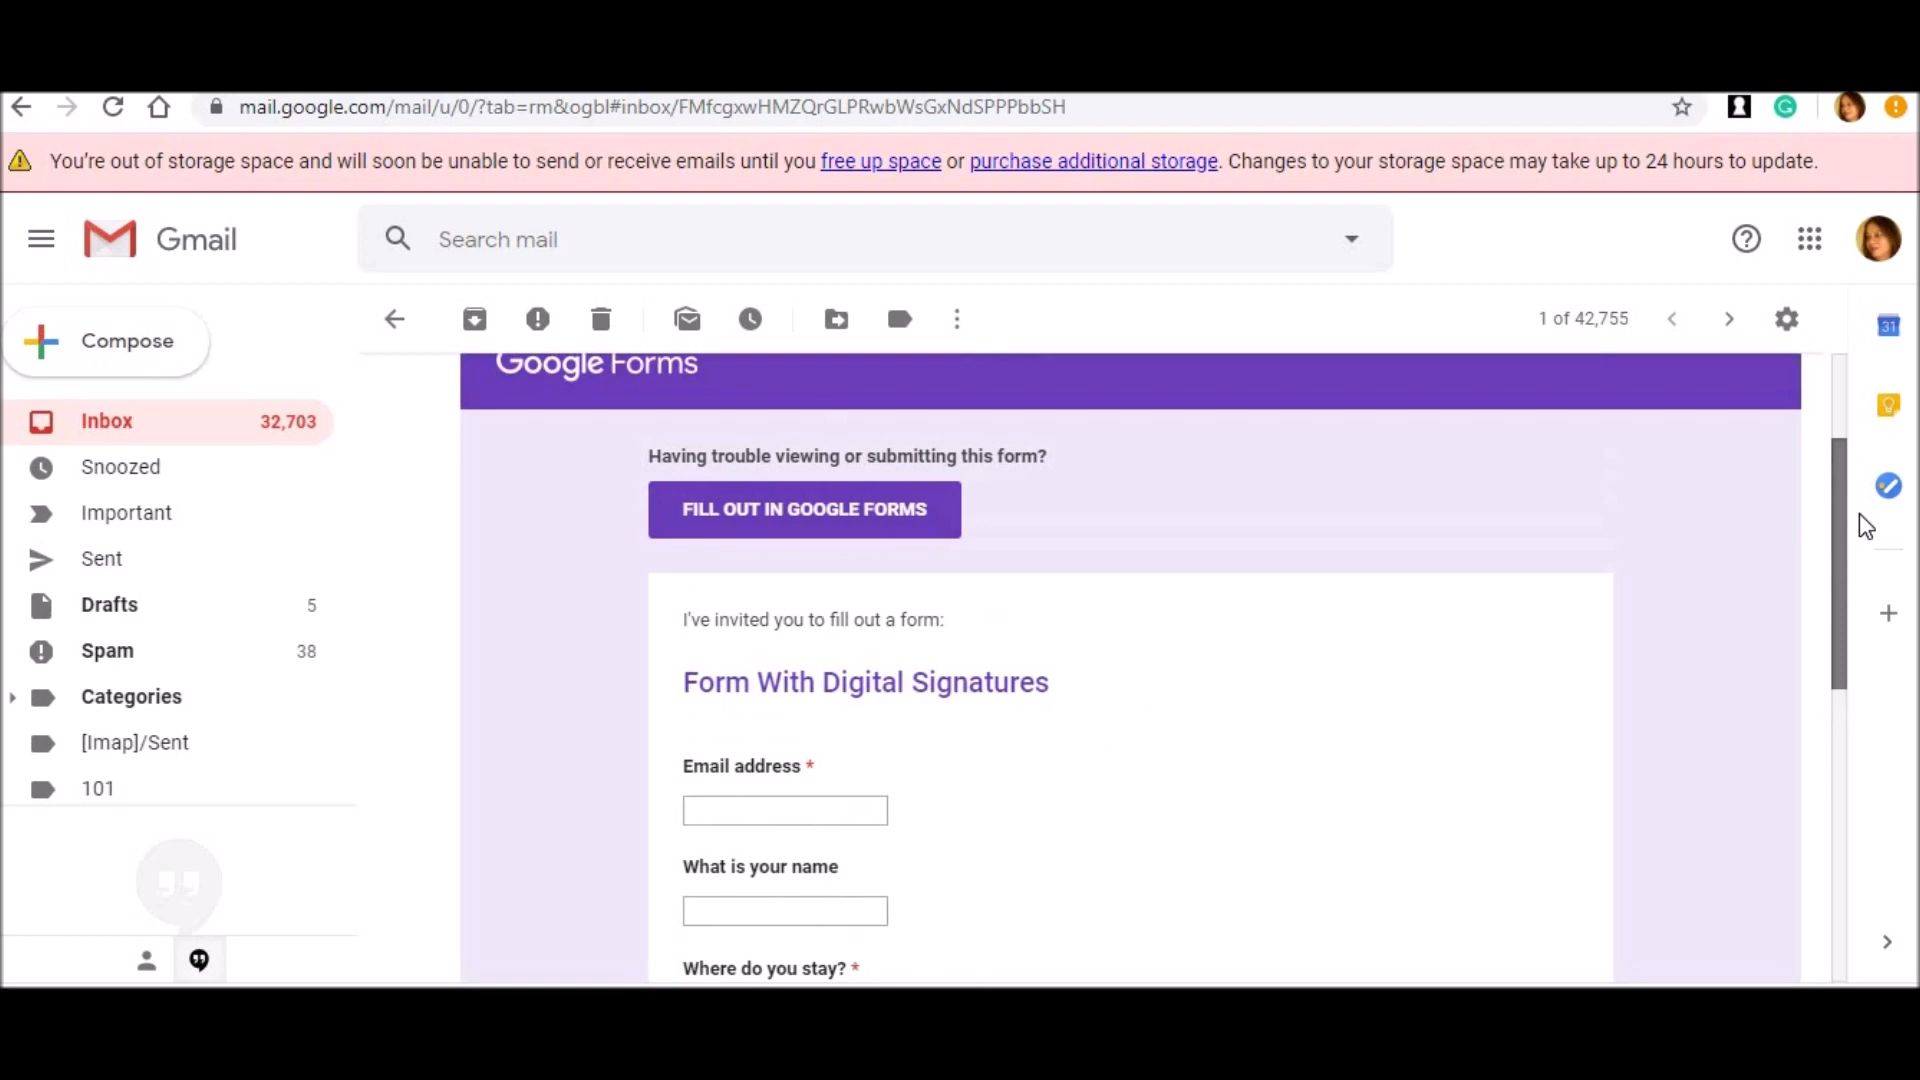 mail.google.com/mail/u/0/?tab=rm&ogbl#inbox/FMfcgxwHMZQrGLPRwbWsGxNdSPPPbbSH
You're out of storage space and will soon be unable to send or receive emails until you free up space or purchase additional storage. Changes to your storage space may take up to 24 hours to update.
Gmail
Search mail
Compose
1 of 42,755
31
Google Forms
Inbox 32,703
Snoozed
Important
Sent
Drafts 5
Spam 38
Categories
[Imap]/Sent
101
Having trouble viewing or submitting this form?
FILL OUT IN GOOGLE FORMS
I've invited you to fill out a form:
Form With Digital Signatures
Email address *
What is your name
Where do you stay? *